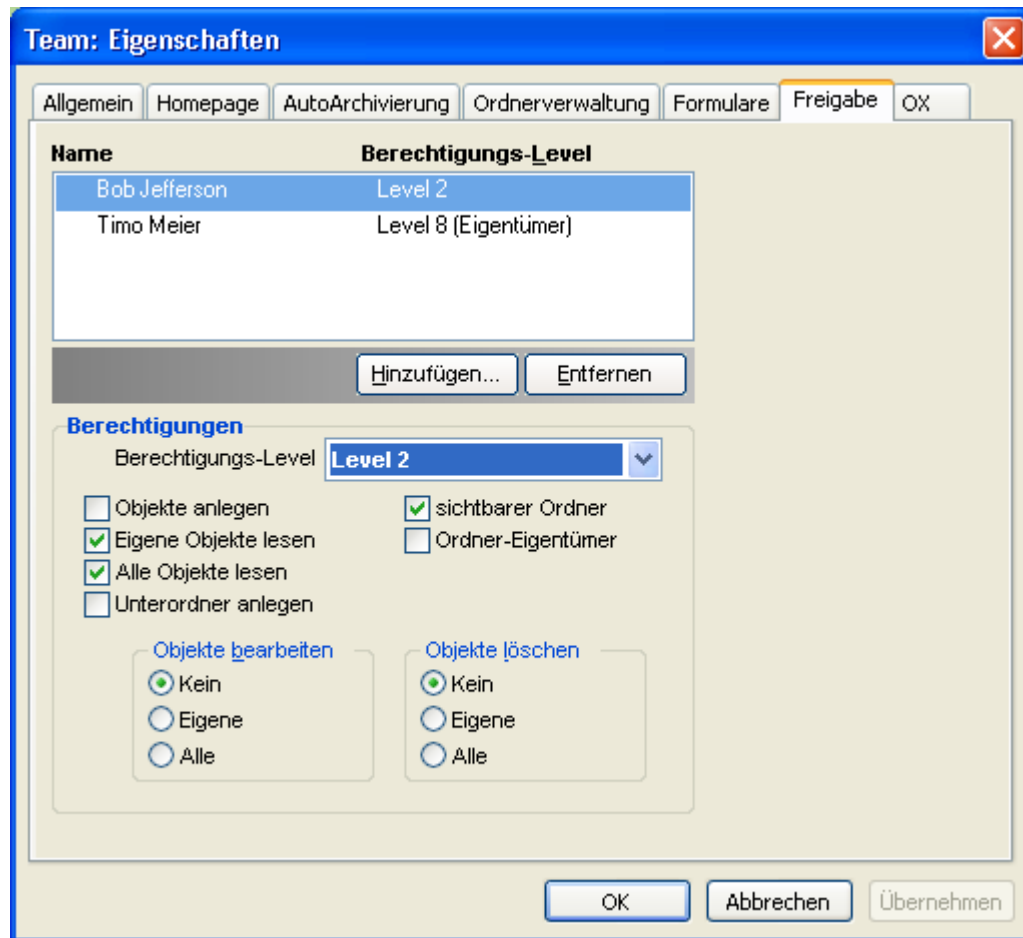 Team: Eigenschaften
Allgemein Homepage AutoArchivierung Ordnerverwaltung Formulare Freigabe OX
Name Berechtigungs-Level
Bob Jefferson Level 2
Timo Meier Level 8 (Eigentümer)
Hinzufügen... Entfernen
Berechtigungen
Berechtigungs-Level Level 2
Objekte anlegen sichtbarer Ordner
Eigene Objekte lesen Ordner-Eigentümer
Alle Objekte lesen
Unterordner anlegen
Objekte bearbeiten Objekte löschen
Kein Kein
Eigene Eigene
Alle Alle
OK Abbrechen Übernehmen